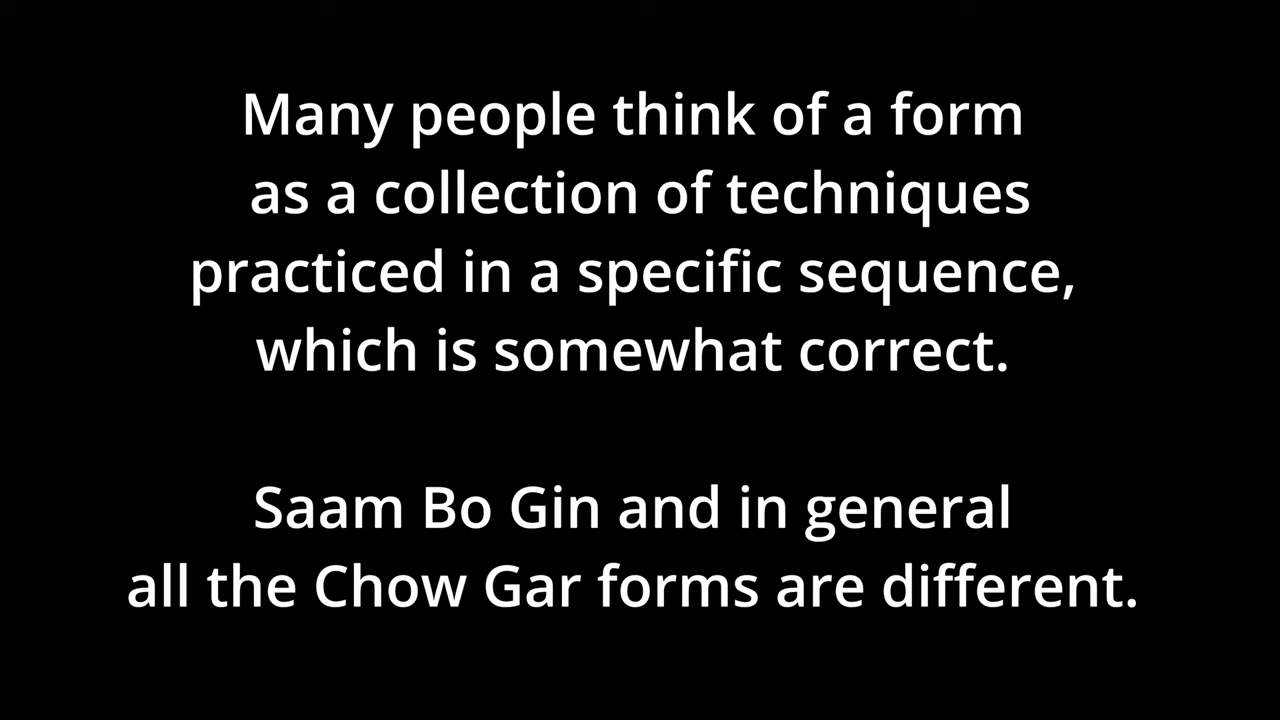 Many people think of a form
as a collection of techniques
practiced in a specific sequence,
which is somewhat correct.
Saam Bo Gin and in general
all the Chow Gar forms are different.